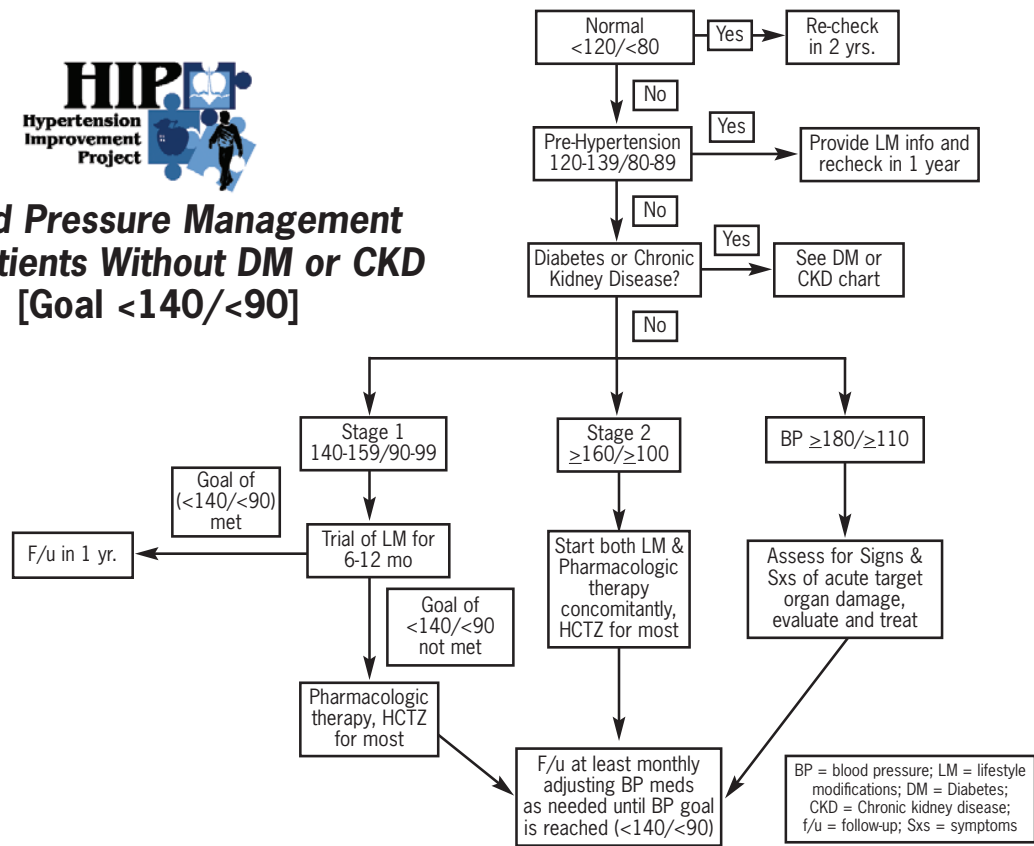 HIP
Hypertension
Improvement
Project
Pressure Management
Without DM or CKD
[Goal <140/<90]
Normal
<120/<80
Yes
Re-check
in 2 yrs.
No
Pre-Hypertension
120-139/80-89
Yes
Provide LM info and
recheck in 1 year
No
Diabetes or Chronic
Kidney Disease?
Yes
See DM or
CKD chart
No
Stage 1
140-159/90-99
Stage 2
≥160/≥100
BP ≥180/≥110
Goal of
(<140/<90)
met
F/u in 1 yr.
Trial of LM for
6-12 mo
Goal of
<140/<90
not met
Pharmacologic
therapy, HCTZ
for most
Start both LM &
Pharmacologic
therapy
concomitantly,
HCTZ for most
Assess for Signs &
Sxs of acute target
organ damage,
evaluate and treat
F/u at least monthly
adjusting BP meds
as needed until BP goal
is reached (<140/<90)
BP = blood pressure; LM = lifestyle
modifications; DM = Diabetes;
CKD = Chronic kidney disease;
f/u = follow-up; Sxs = symptoms